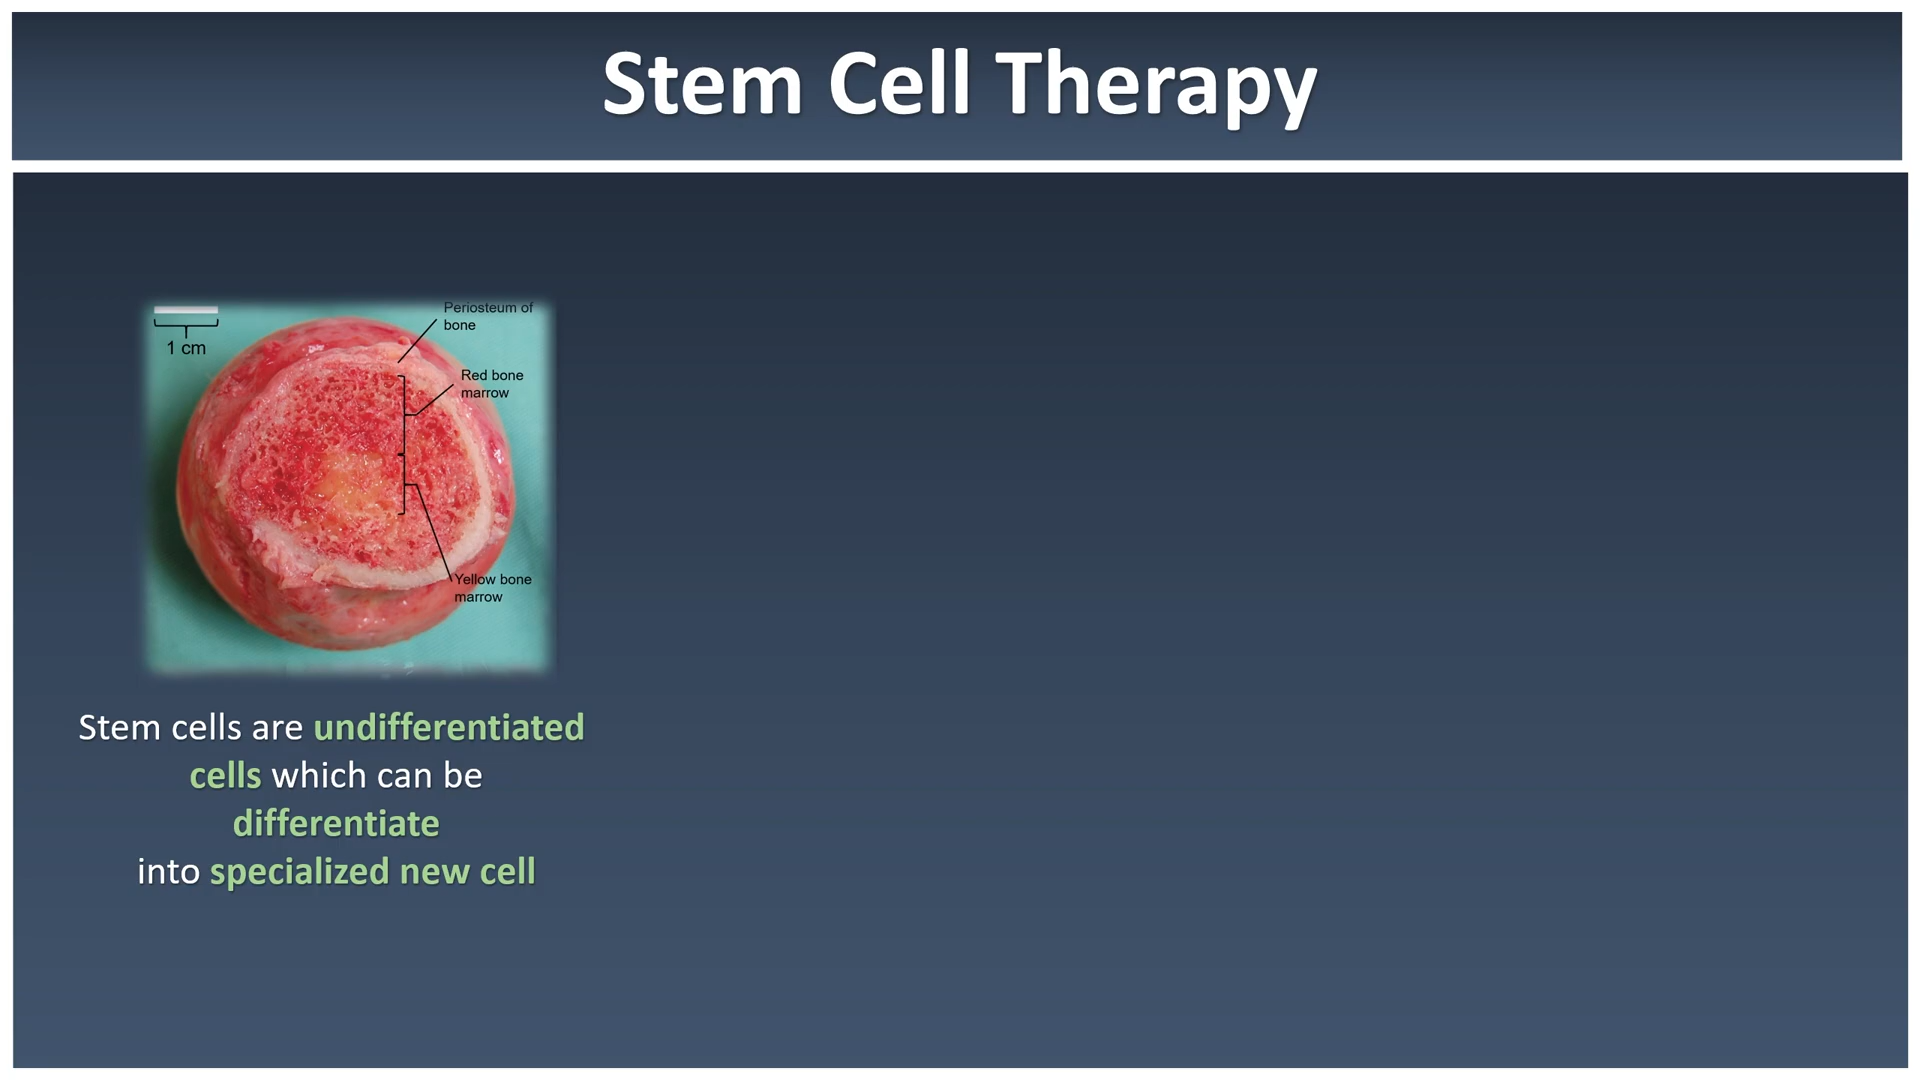 Stem Cell Therapy
1 cm
Periosteum of
bone
Red bone
marrow
Yellow bone
marrow
Stem cells are undifferentiated
cells which can be
differentiate
into specialized new cell